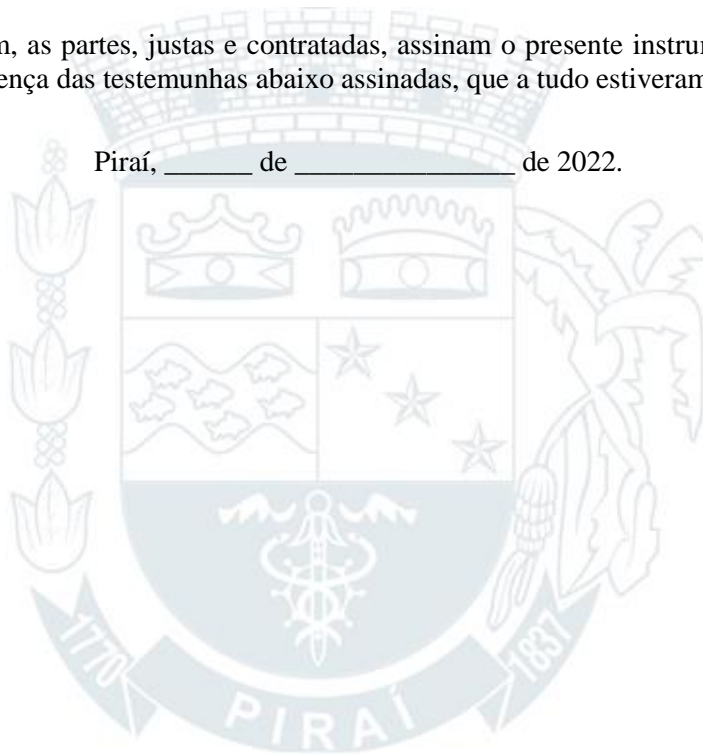 m, as partes, justas e contratadas, assinam o presente instru
ença das testemunhas abaixo assinadas, que a tudo estiveram
Piraí, ______ de _______________ de 2022.
1770
PIRAÍ
1837